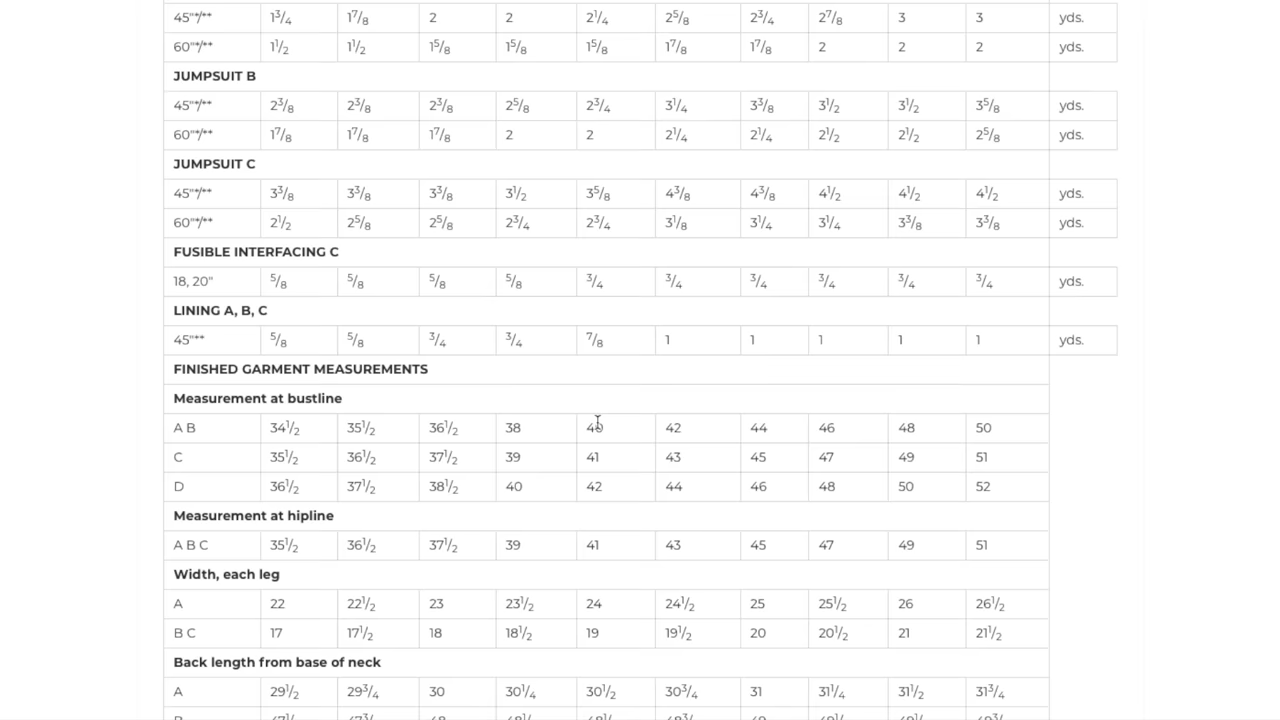 45"*/** 1 3/4 1 7/8 2 2 2 1/4 2 5/8 2 3/4 2 7/8 3 3 yds.
60"*/** 1 1/2 1 1/2 1 5/8 1 5/8 1 5/8 1 7/8 1 7/8 2 2 2 yds.
JUMPSUIT B
45"*/** 2 3/8 2 3/8 2 3/8 2 5/8 2 3/4 3 1/4 3 3/8 3 1/2 3 1/2 3 5/8 yds.
60"*/** 1 7/8 1 7/8 1 7/8 2 2 2 1/4 2 1/4 2 1/2 2 1/2 2 5/8 yds.
JUMPSUIT C
45"*/** 3 3/8 3 3/8 3 3/8 3 1/2 3 5/8 4 3/8 4 3/8 4 1/2 4 1/2 4 1/2 yds.
60"*/** 2 1/2 2 5/8 2 5/8 2 3/4 2 3/4 3 1/8 3 1/4 3 1/4 3 3/8 3 3/8 yds.
FUSIBLE INTERFACING C
18, 20" 5/8 5/8 5/8 5/8 3/4 3/4 3/4 3/4 3/4 3/4 yds.
LINING A, B, C
45"** 5/8 5/8 3/4 3/4 7/8 1 1 1 1 1 yds.
FINISHED GARMENT MEASUREMENTS
Measurement at bustline
A B 34 1/2 35 1/2 36 1/2 38 40 42 44 46 48 50
C 35 1/2 36 1/2 37 1/2 39 41 43 45 47 49 51
D 36 1/2 37 1/2 38 1/2 40 42 44 46 48 50 52
Measurement at hipline
A B C 35 1/2 36 1/2 37 1/2 39 41 43 45 47 49 51
Width, each leg
A 22 22 1/2 23 23 1/2 24 24 1/2 25 25 1/2 26 26 1/2
B C 17 17 1/2 18 18 1/2 19 19 1/2 20 20 1/2 21 21 1/2
Back length from base of neck
A 29 1/2 29 3/4 30 30 1/4 30 1/2 30 3/4 31 31 1/4 31 1/2 31 3/4